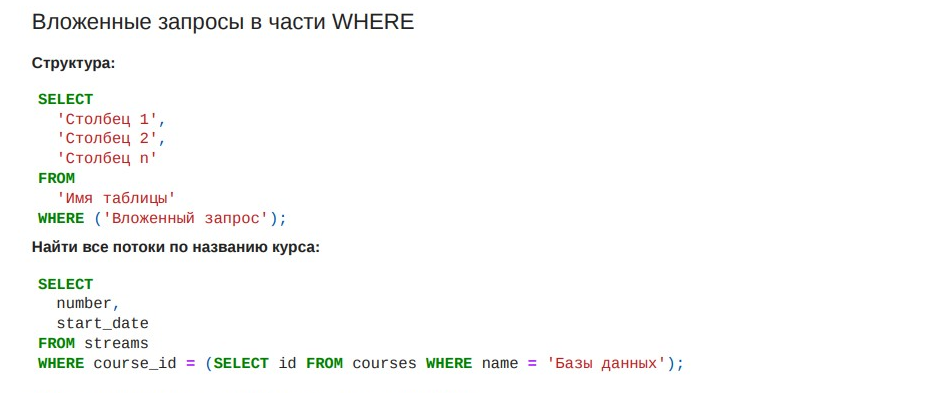 Вложенные запросы в части WHERE
Структура:
SELECT
'Столбец 1',
'Столбец 2',
'Столбец n'
FROM
'Имя таблицы'
WHERE ('Вложенный запрос');
Найти все потоки по названию курса:
SELECT
number,
start_date
FROM streams
WHERE course_id = (SELECT id FROM courses WHERE name = 'Базы данных');